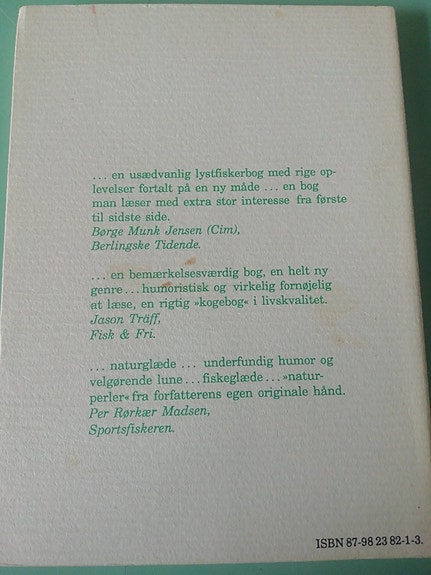 ... en usædvanlig lystfiskerbog med rige op-
levelser fortalt på en ny måde ... en bog
man læser med extra stor interesse fra første
til sidste side.
Børge Munk Jensen (Cim),
Berlingske Tidende.
... en bemærkelsesværdig bog, en helt ny
genre ... humoristisk og virkelig fornøjelig
at læse, en rigtig »kogebog« i livskvalitet.
Jason Träff,
Fisk & Fri.
... naturglæde ... underfundig humor og
velgørende lune ... fiskeglæde ... »natur-
perler« fra forfatterens egen originale hånd.
Per Rørkær Madsen,
Sportsfiskeren.
ISBN 87-98 23 82-1-3.